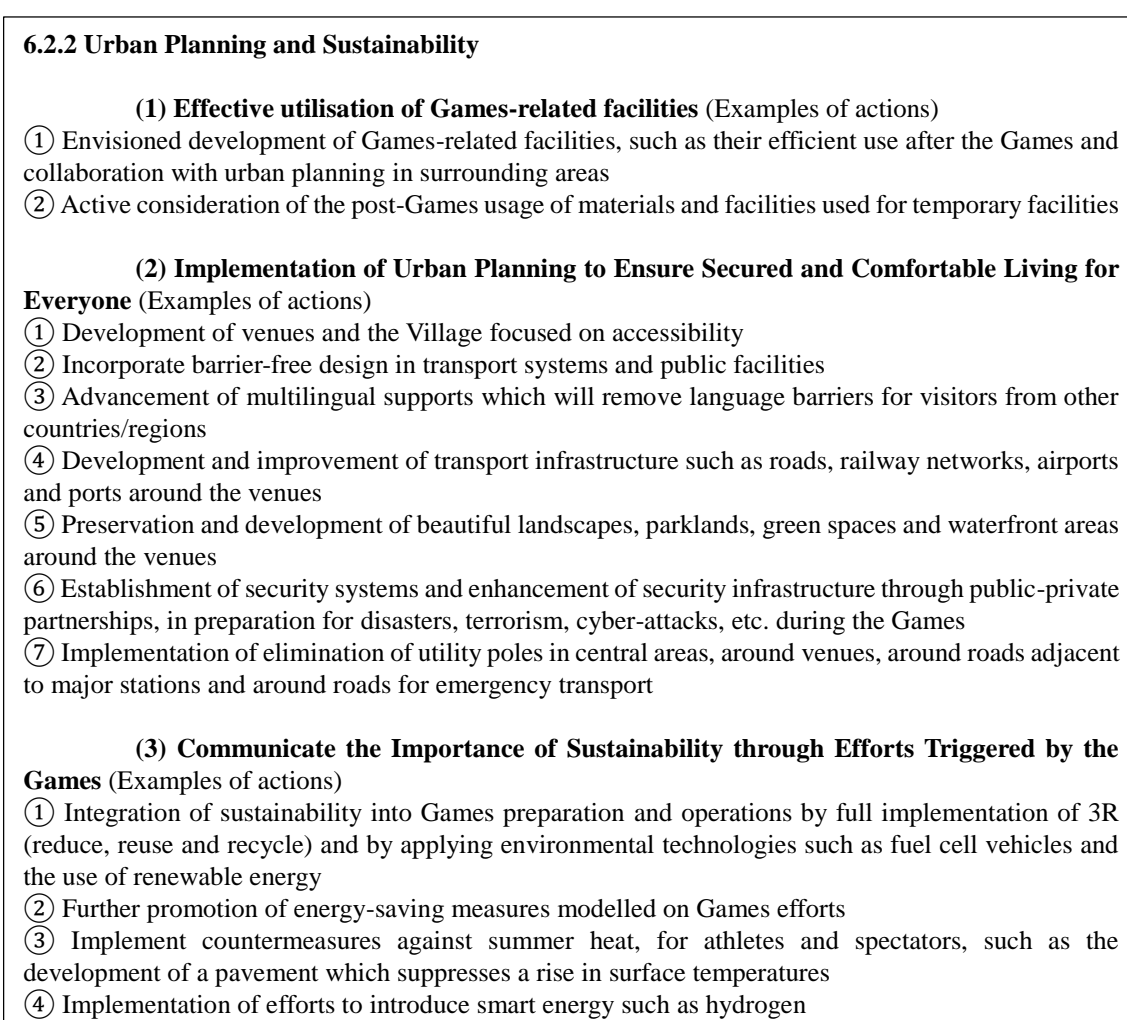 6.2.2 Urban Planning and Sustainability
(1) Effective utilisation of Games-related facilities (Examples of actions)
① Envisioned development of Games-related facilities, such as their efficient use after the Games and
collaboration with urban planning in surrounding areas
② Active consideration of the post-Games usage of materials and facilities used for temporary facilities
(2) Implementation of Urban Planning to Ensure Secured and Comfortable Living for
Everyone (Examples of actions)
① Development of venues and the Village focused on accessibility
② Incorporate barrier-free design in transport systems and public facilities
③ Advancement of multilingual supports which will remove language barriers for visitors from other
countries/regions
④ Development and improvement of transport infrastructure such as roads, railway networks, airports
and ports around the venues
⑤ Preservation and development of beautiful landscapes, parklands, green spaces and waterfront areas
around the venues
⑥ Establishment of security systems and enhancement of security infrastructure through public-private
partnerships, in preparation for disasters, terrorism, cyber-attacks, etc. during the Games
⑦ Implementation of elimination of utility poles in central areas, around venues, around roads adjacent
to major stations and around roads for emergency transport
(3) Communicate the Importance of Sustainability through Efforts Triggered by the
Games (Examples of actions)
① Integration of sustainability into Games preparation and operations by full implementation of 3R
(reduce, reuse and recycle) and by applying environmental technologies such as fuel cell vehicles and
the use of renewable energy
② Further promotion of energy-saving measures modelled on Games efforts
③ Implement countermeasures against summer heat, for athletes and spectators, such as the
development of a pavement which suppresses a rise in surface temperatures
④ Implementation of efforts to introduce smart energy such as hydrogen